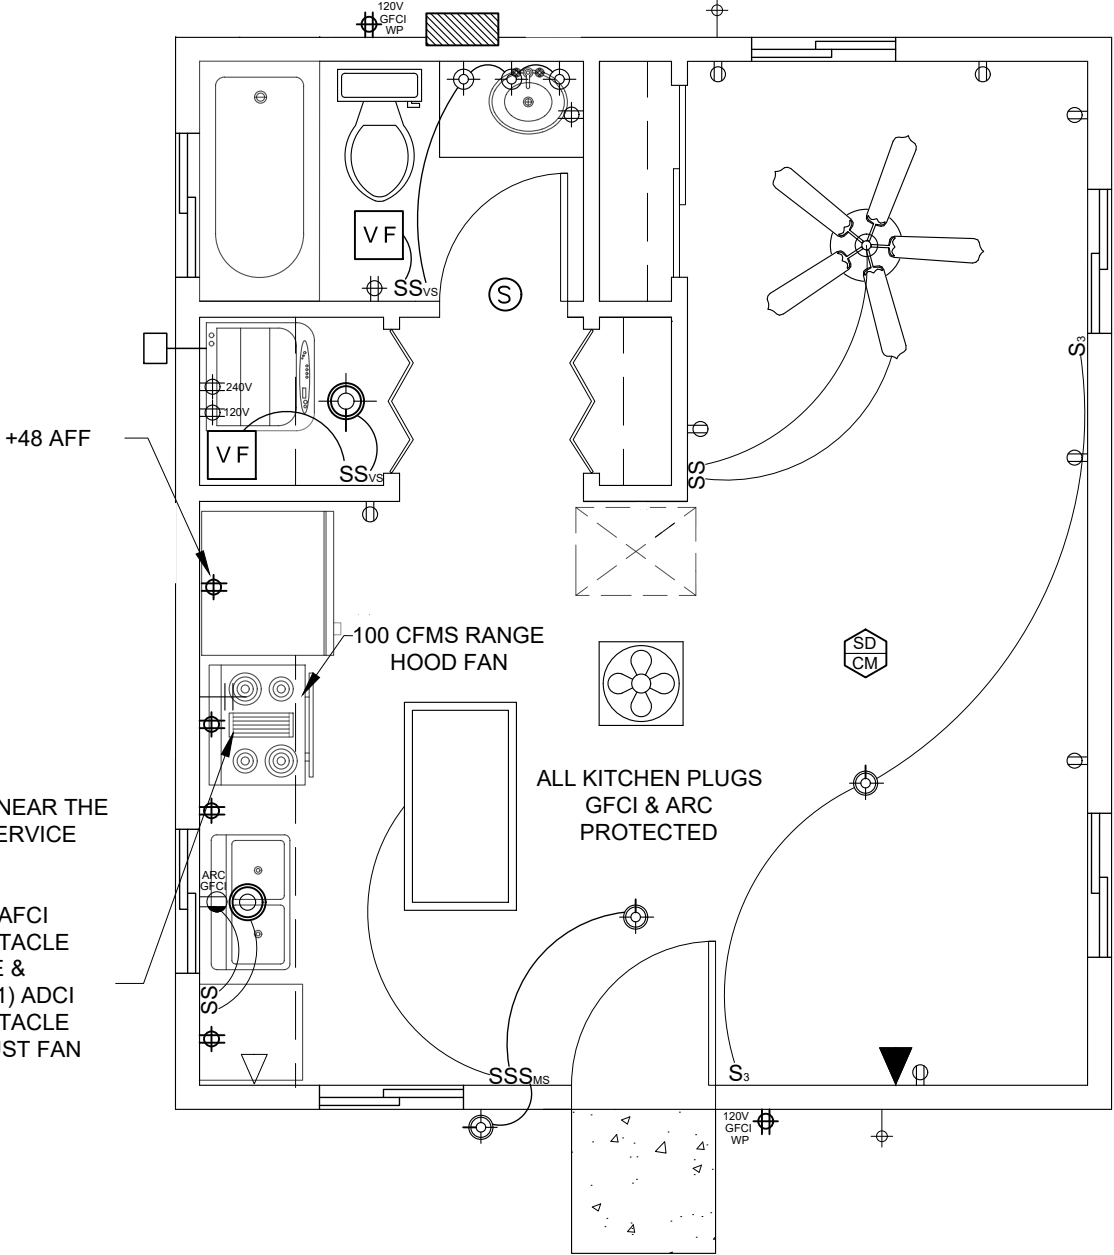 120V
GFCI
WP
VF
SSVS
S
240V
120V
VF
SSVS
+48 AFF
S3
SS
100 CFMS RANGE
HOOD FAN
SD
CM
ALL KITCHEN PLUGS
GFCI & ARC
PROTECTED
NEAR THE
ERVICE
ARC
GFCI
AFCI
TACLE
E &
1) ADCI
TACLE
UST FAN
SS
SSSMS
S3
120V
GFCI
WP